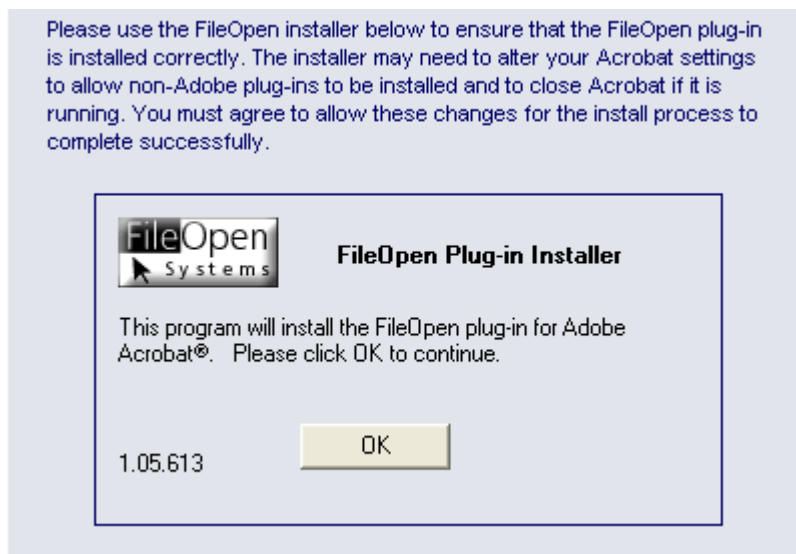 Please use the FileOpen installer below to ensure that the FileOpen plug-in
is installed correctly. The installer may need to alter your Acrobat settings
to allow non-Adobe plug-ins to be installed and to close Acrobat if it is
running. You must agree to allow these changes for the install process to
complete successfully.
FileOpen
Systems
FileOpen Plug-in Installer
This program will install the FileOpen plug-in for Adobe
Acrobat®. Please click OK to continue.
OK
1.05.613